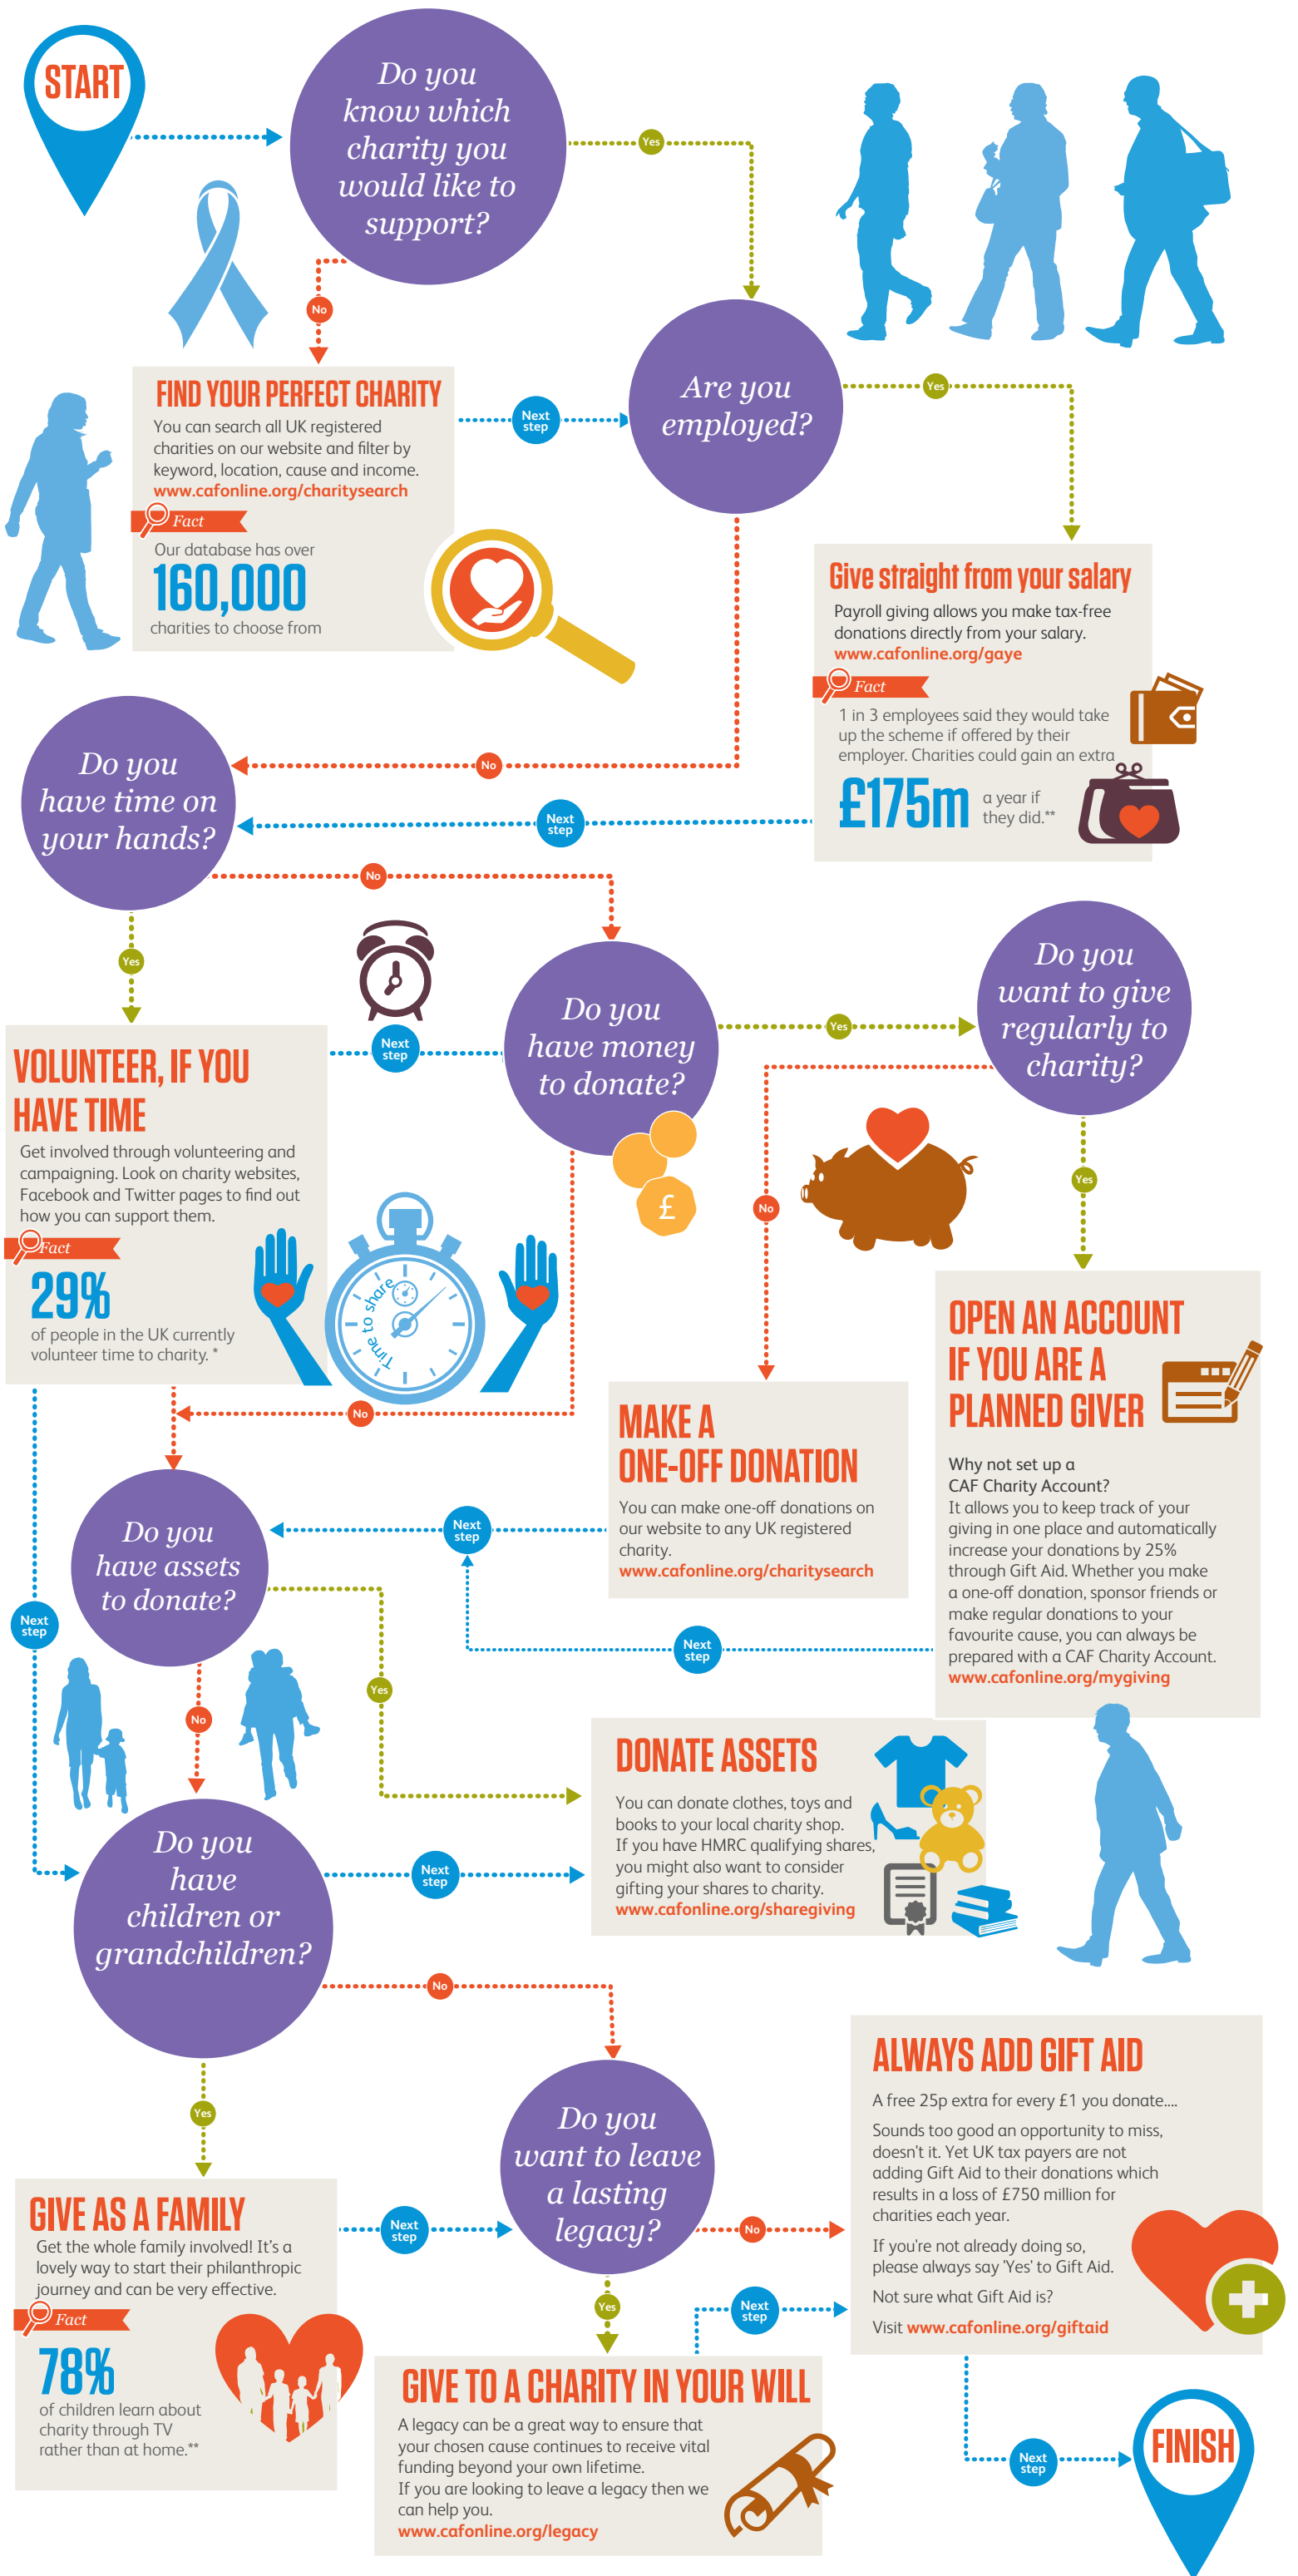 START
Do you
know which
charity you
would like to
support?
Yes
No
FIND YOUR PERFECT CHARITY
You can search all UK registered
charities on our website and filter by
keyword, location, cause and income.
www.cafonline.org/charitysearch
Fact
Our database has over
160,000
charities to choose from
Next
step
Are you
employed?
Yes
Give straight from your salary
Payroll giving allows you make tax-free
donations directly from your salary.
www.cafonline.org/gaye
Fact
1 in 3 employees said they would take
up the scheme if offered by their
employer. Charities could gain an extra
£175m
a year if
they did.**
No
Next
step
Do you
have time on
your hands?
No
Yes
VOLUNTEER, IF YOU
HAVE TIME
Get involved through volunteering and
campaigning. Look on charity websites,
Facebook and Twitter pages to find out
how you can support them.
Fact
29%
of people in the UK currently
volunteer time to charity. *
Next
step
Time to share
Do you
have money
to donate?
£
Yes
Do you
want to give
regularly to
charity?
No
Yes
No
MAKE A
ONE-OFF DONATION
You can make one-off donations on
our website to any UK registered
charity.
www.cafonline.org/charitysearch
OPEN AN ACCOUNT
IF YOU ARE A
PLANNED GIVER
Why not set up a
CAF Charity Account?
It allows you to keep track of your
giving in one place and automatically
increase your donations by 25%
through Gift Aid. Whether you make
a one-off donation, sponsor friends or
make regular donations to your
favourite cause, you can always be
prepared with a CAF Charity Account.
www.cafonline.org/mygiving
Next
step
Next
step
Do you
have assets
to donate?
Next
step
Yes
No
DONATE ASSETS
You can donate clothes, toys and
books to your local charity shop.
If you have HMRC qualifying shares,
you might also want to consider
gifting your shares to charity.
www.cafonline.org/sharegiving
Do you
have
children or
grandchildren?
Next
step
No
Yes
GIVE AS A FAMILY
Get the whole family involved! It's a
lovely way to start their philanthropic
journey and can be very effective.
Fact
78%
of children learn about
charity through TV
rather than at home.**
Next
step
Do you
want to leave
a lasting
legacy?
No
Yes
Next
step
GIVE TO A CHARITY IN YOUR WILL
A legacy can be a great way to ensure that
your chosen cause continues to receive vital
funding beyond your own lifetime.
If you are looking to leave a legacy then we
can help you.
www.cafonline.org/legacy
ALWAYS ADD GIFT AID
A free 25p extra for every £1 you donate....
Sounds too good an opportunity to miss,
doesn't it. Yet UK tax payers are not
adding Gift Aid to their donations which
results in a loss of £750 million for
charities each year.
If you're not already doing so,
please always say 'Yes' to Gift Aid.
Not sure what Gift Aid is?
Visit www.cafonline.org/giftaid
Next
step
FINISH